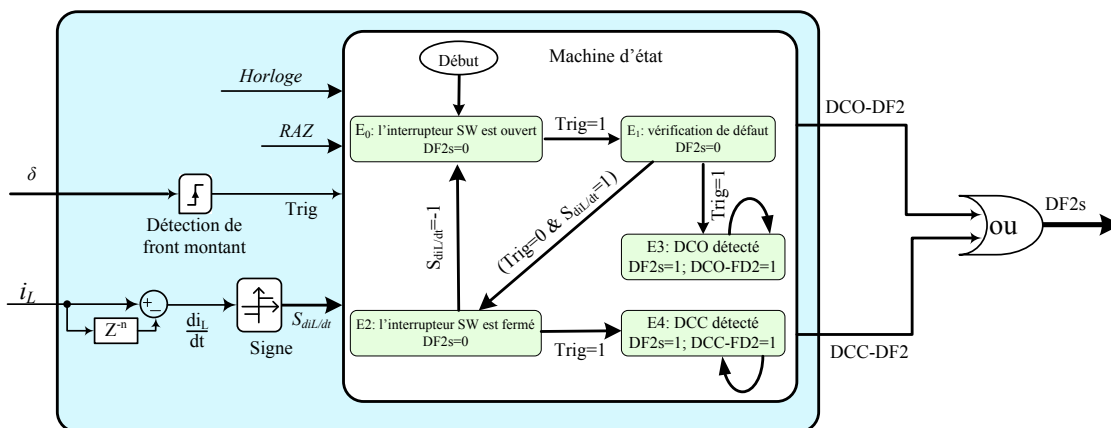 Début
Machine d'état
Horloge
DCO-DF2
E₀: l'interrupteur SW est ouvert
DF2s=0
Trig=1
E₁: vérification de défaut
DF2s=0
RAZ
δ
Trig
Détection de
front montant
S_diL/dt=-1
(Trig=0 & S_diL/dt=1)
Trig=1
DF2s
ou
E3: DCO détecté
DF2s=1; DCO-FD2=1
i_L
Z⁻ⁿ
+
−
di_L
dt
Signe
S_diL/dt
E2: l'interrupteur SW est fermé
DF2s=0
Trig=1
E4: DCC détecté
DF2s=1; DCC-FD2=1
DCC-DF2